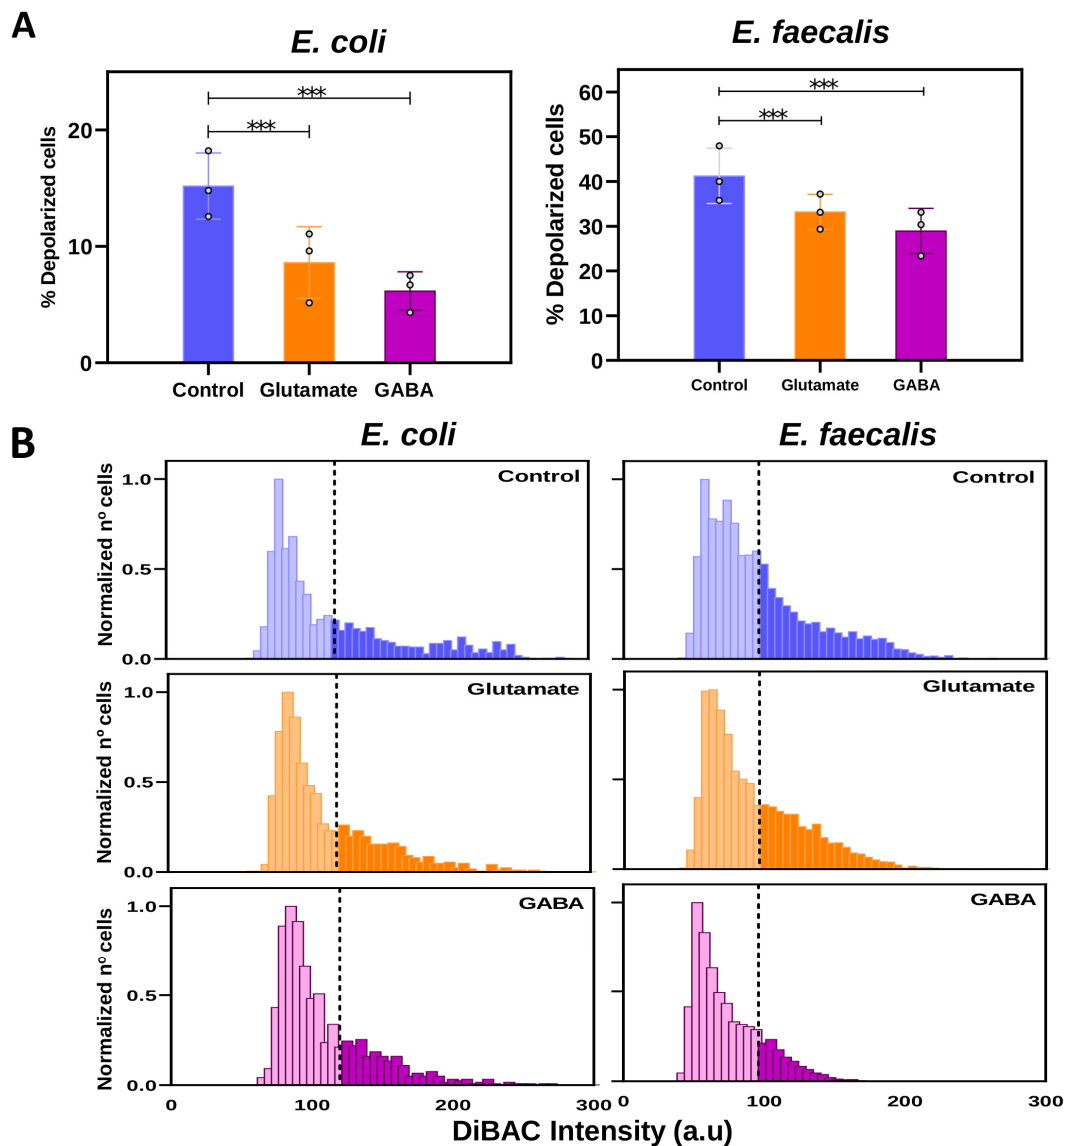 A
E. coli
E. faecalis
% Depolarized cells
20
10
0
***
***
Control Glutamate GABA
% Depolarized cells
60
50
40
30
20
10
0
***
***
Control Glutamate GABA
B
E. coli
E. faecalis
Normalized nº cells
1.0
0.5
0.0
Control
Control
Normalized nº cells
1.0
0.5
0.0
Glutamate
Glutamate
Normalized nº cells
1.0
0.5
0.0
GABA
GABA
0 100 200 300
0 100 200 300
DiBAC Intensity (a.u)